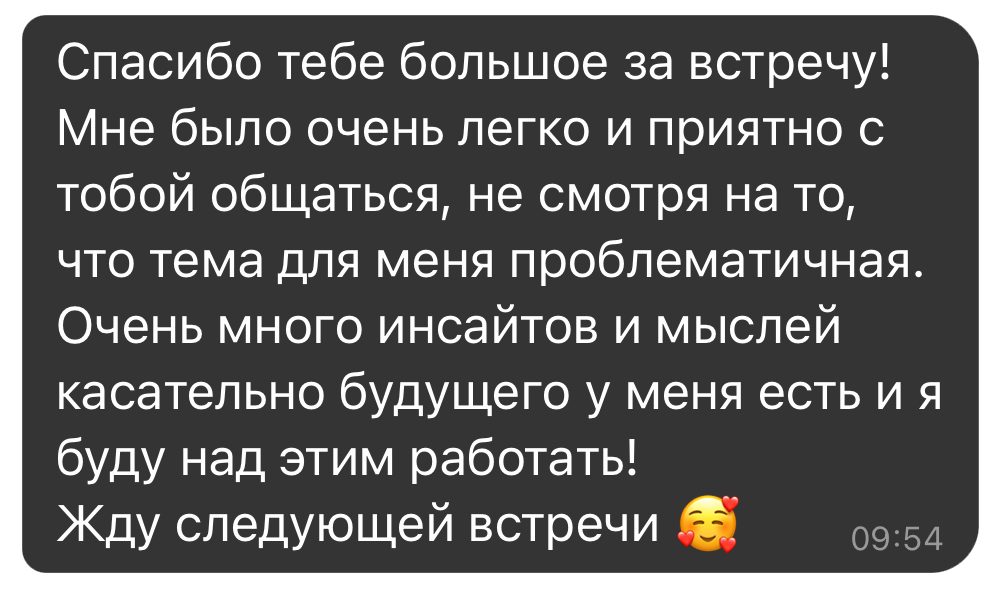 Спасибо тебе большое за встречу!
Мне было очень легко и приятно с
тобой общаться, не смотря на то,
что тема для меня проблематичная.
Очень много инсайтов и мыслей
касательно будущего у меня есть и я
буду над этим работать!
Жду следующей встречи 🥰
09:54